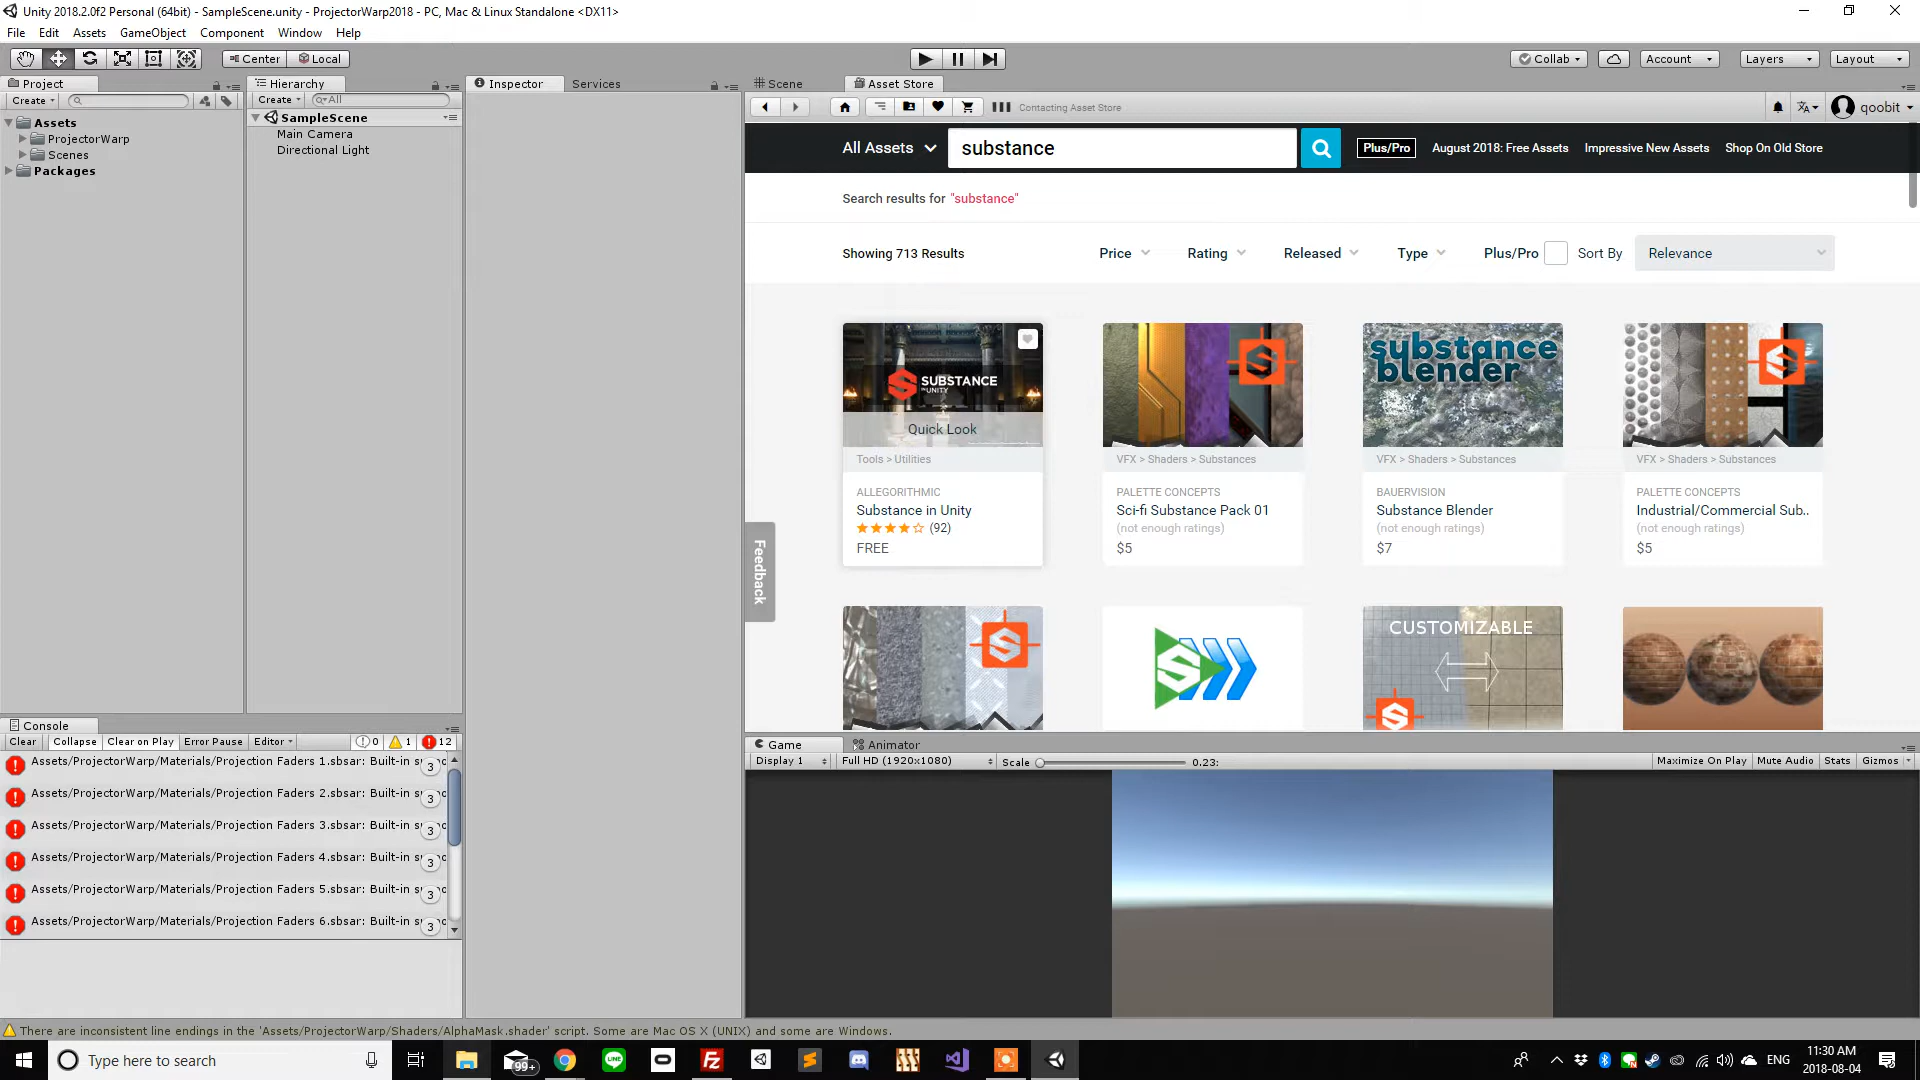 Unity 2018.2.0f2 Personal (64bit) - SampleScene.unity - ProjectorWarp2018 - PC, Mac & Linux Standalone <DX11>
File Edit Assets GameObject Component Window Help
Center Local Collab Account Layers Layout
Project
Create
Assets
ProjectorWarp
Scenes
Packages
Hierarchy
Create All
SampleScene
Main Camera
Directional Light
Inspector Services
Scene Asset Store
Contacting Asset Store qoobit
All Assets substance Plus/Pro August 2018: Free Assets Impressive New Assets Shop On Old Store
Search results for "substance"
Showing 713 Results Price Rating Released Type Plus/Pro Sort By Relevance
SUBSTANCE
IN UNITY
Quick Look
Tools > Utilities
ALLEGORITHMIC
Substance in Unity
(92)
FREE
VFX > Shaders > Substances
PALETTE CONCEPTS
Sci-fi Substance Pack 01
(not enough ratings)
$5
substance
blender
VFX > Shaders > Substances
BAUERVISION
Substance Blender
(not enough ratings)
$7
VFX > Shaders > Substances
PALETTE CONCEPTS
Industrial/Commercial Sub..
(not enough ratings)
$5
Feedback
CUSTOMIZABLE
Console
Clear Collapse Clear on Play Error Pause Editor 0 1 12
Assets/ProjectorWarp/Materials/Projection Faders 1.sbsar: Built-in 3
Assets/ProjectorWarp/Materials/Projection Faders 2.sbsar: Built-in 3
Assets/ProjectorWarp/Materials/Projection Faders 3.sbsar: Built-in 3
Assets/ProjectorWarp/Materials/Projection Faders 4.sbsar: Built-in 3
Assets/ProjectorWarp/Materials/Projection Faders 5.sbsar: Built-in 3
Assets/ProjectorWarp/Materials/Projection Faders 6.sbsar: Built-in 3
Game Animator
Display 1 Full HD (1920x1080) Scale 0.23: Maximize On Play Mute Audio Stats Gizmos
There are inconsistent line endings in the 'Assets/ProjectorWarp/Shaders/AlphaMask.shader' script. Some are Mac OS X (UNIX) and some are Windows.
Type here to search 99+ ENG 11:30 AM
2018-08-04